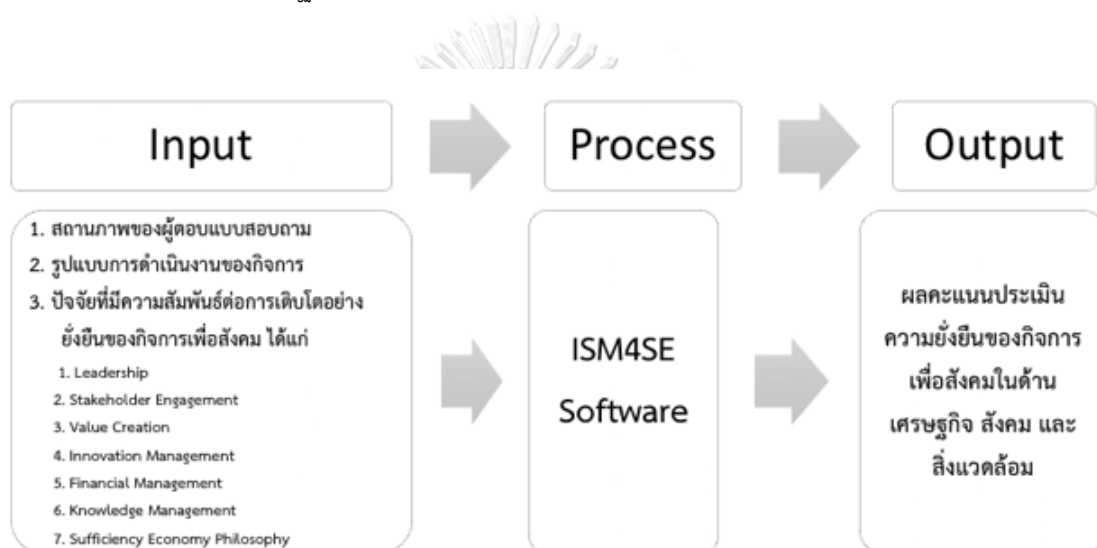 Input
Process
Output
1. สถานภาพของผู้ตอบแบบสอบถาม
2. รูปแบบการดำเนินงานของกิจการ
3. ปัจจัยที่มีความสัมพันธ์ต่อการเติบโตอย่าง
ยั่งยืนของกิจการเพื่อสังคม ได้แก่
1. Leadership
2. Stakeholder Engagement
3. Value Creation
4. Innovation Management
5. Financial Management
6. Knowledge Management
7. Sufficiency Economy Philosophy
ISM4SE
Software
ผลคะแนนประเมิน
ความยั่งยืนของกิจการ
เพื่อสังคมในด้าน
เศรษฐกิจ สังคม และ
สิ่งแวดล้อม